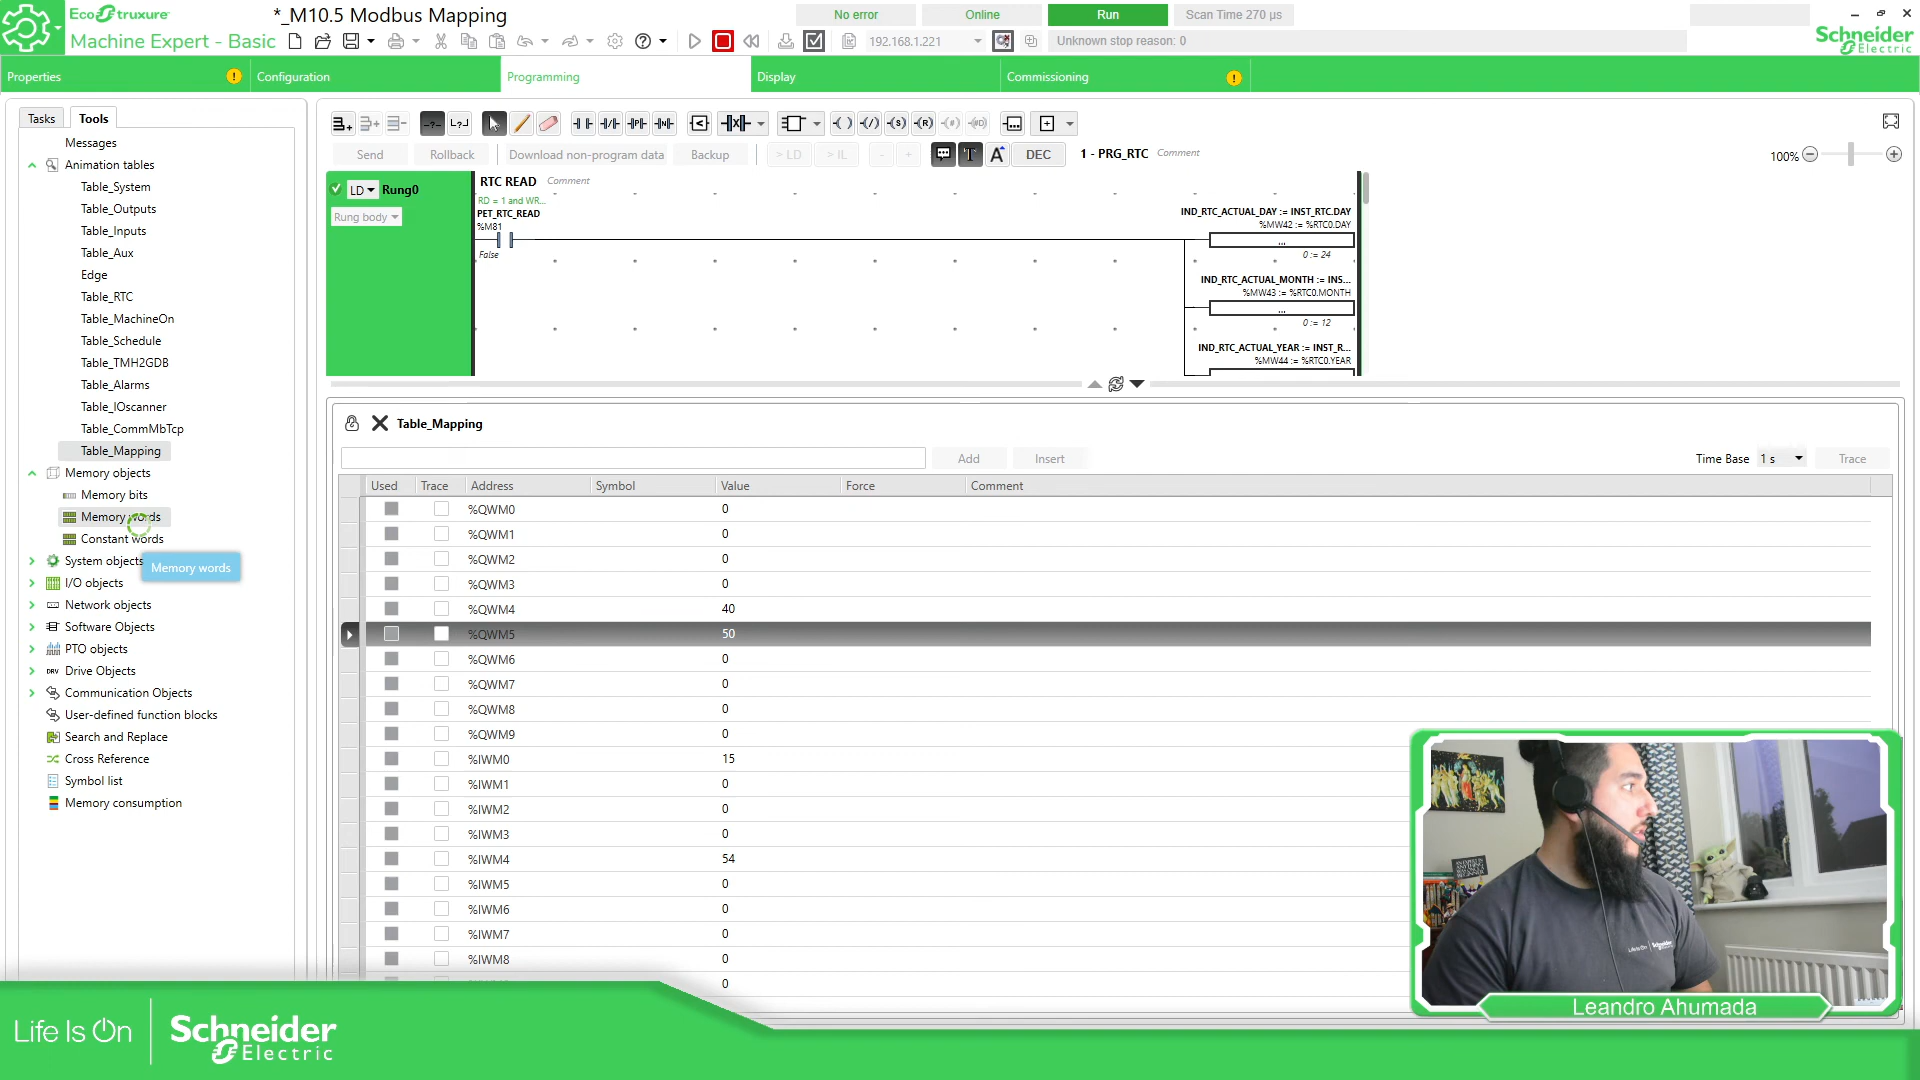 EcoStruxure
Machine Expert - Basic
*_M10.5 Modbus Mapping
No error
Online
Run
Scan Time 270 µs
192.168.1.221
Unknown stop reason: 0
Schneider
Electric
Properties
Configuration
Programming
Display
Commissioning
Tasks
Tools
Messages
Animation tables
Table_System
Table_Outputs
Table_Inputs
Table_Aux
Edge
Table_RTC
Table_MachineOn
Table_Schedule
Table_TMH2GDB
Table_Alarms
Table_IOscanner
Table_CommMbTcp
Table_Mapping
Memory objects
Memory bits
Memory words
Constant words
System objects
Memory words
I/O objects
Network objects
Software Objects
PTO objects
Drive Objects
Communication Objects
User-defined function blocks
Search and Replace
Cross Reference
Symbol list
Memory consumption
Send
Rollback
Download non-program data
Backup
> LD
> IL
- +
DEC
1 - PRG_RTC Comment
100%
LD Rung0
Rung body
RTC READ Comment
RD = 1 and WR...
PET_RTC_READ
%M81
False
IND_RTC_ACTUAL_DAY := INST_RTC.DAY
%MW42 := %RTC0.DAY
...
0 := 24
IND_RTC_ACTUAL_MONTH := INS...
%MW43 := %RTC0.MONTH
...
0 := 12
IND_RTC_ACTUAL_YEAR := INST_R...
%MW44 := %RTC0.YEAR
Table_Mapping
Add
Insert
Time Base 1 s
Trace
Used Trace Address Symbol Value Force Comment
%QWM0 0
%QWM1 0
%QWM2 0
%QWM3 0
%QWM4 40
%QWM5 50
%QWM6 0
%QWM7 0
%QWM8 0
%QWM9 0
%IWM0 15
%IWM1 0
%IWM2 0
%IWM3 0
%IWM4 54
%IWM5 0
%IWM6 0
%IWM7 0
%IWM8 0
0
Life Is On
Schneider
Electric
Leandro Ahumada